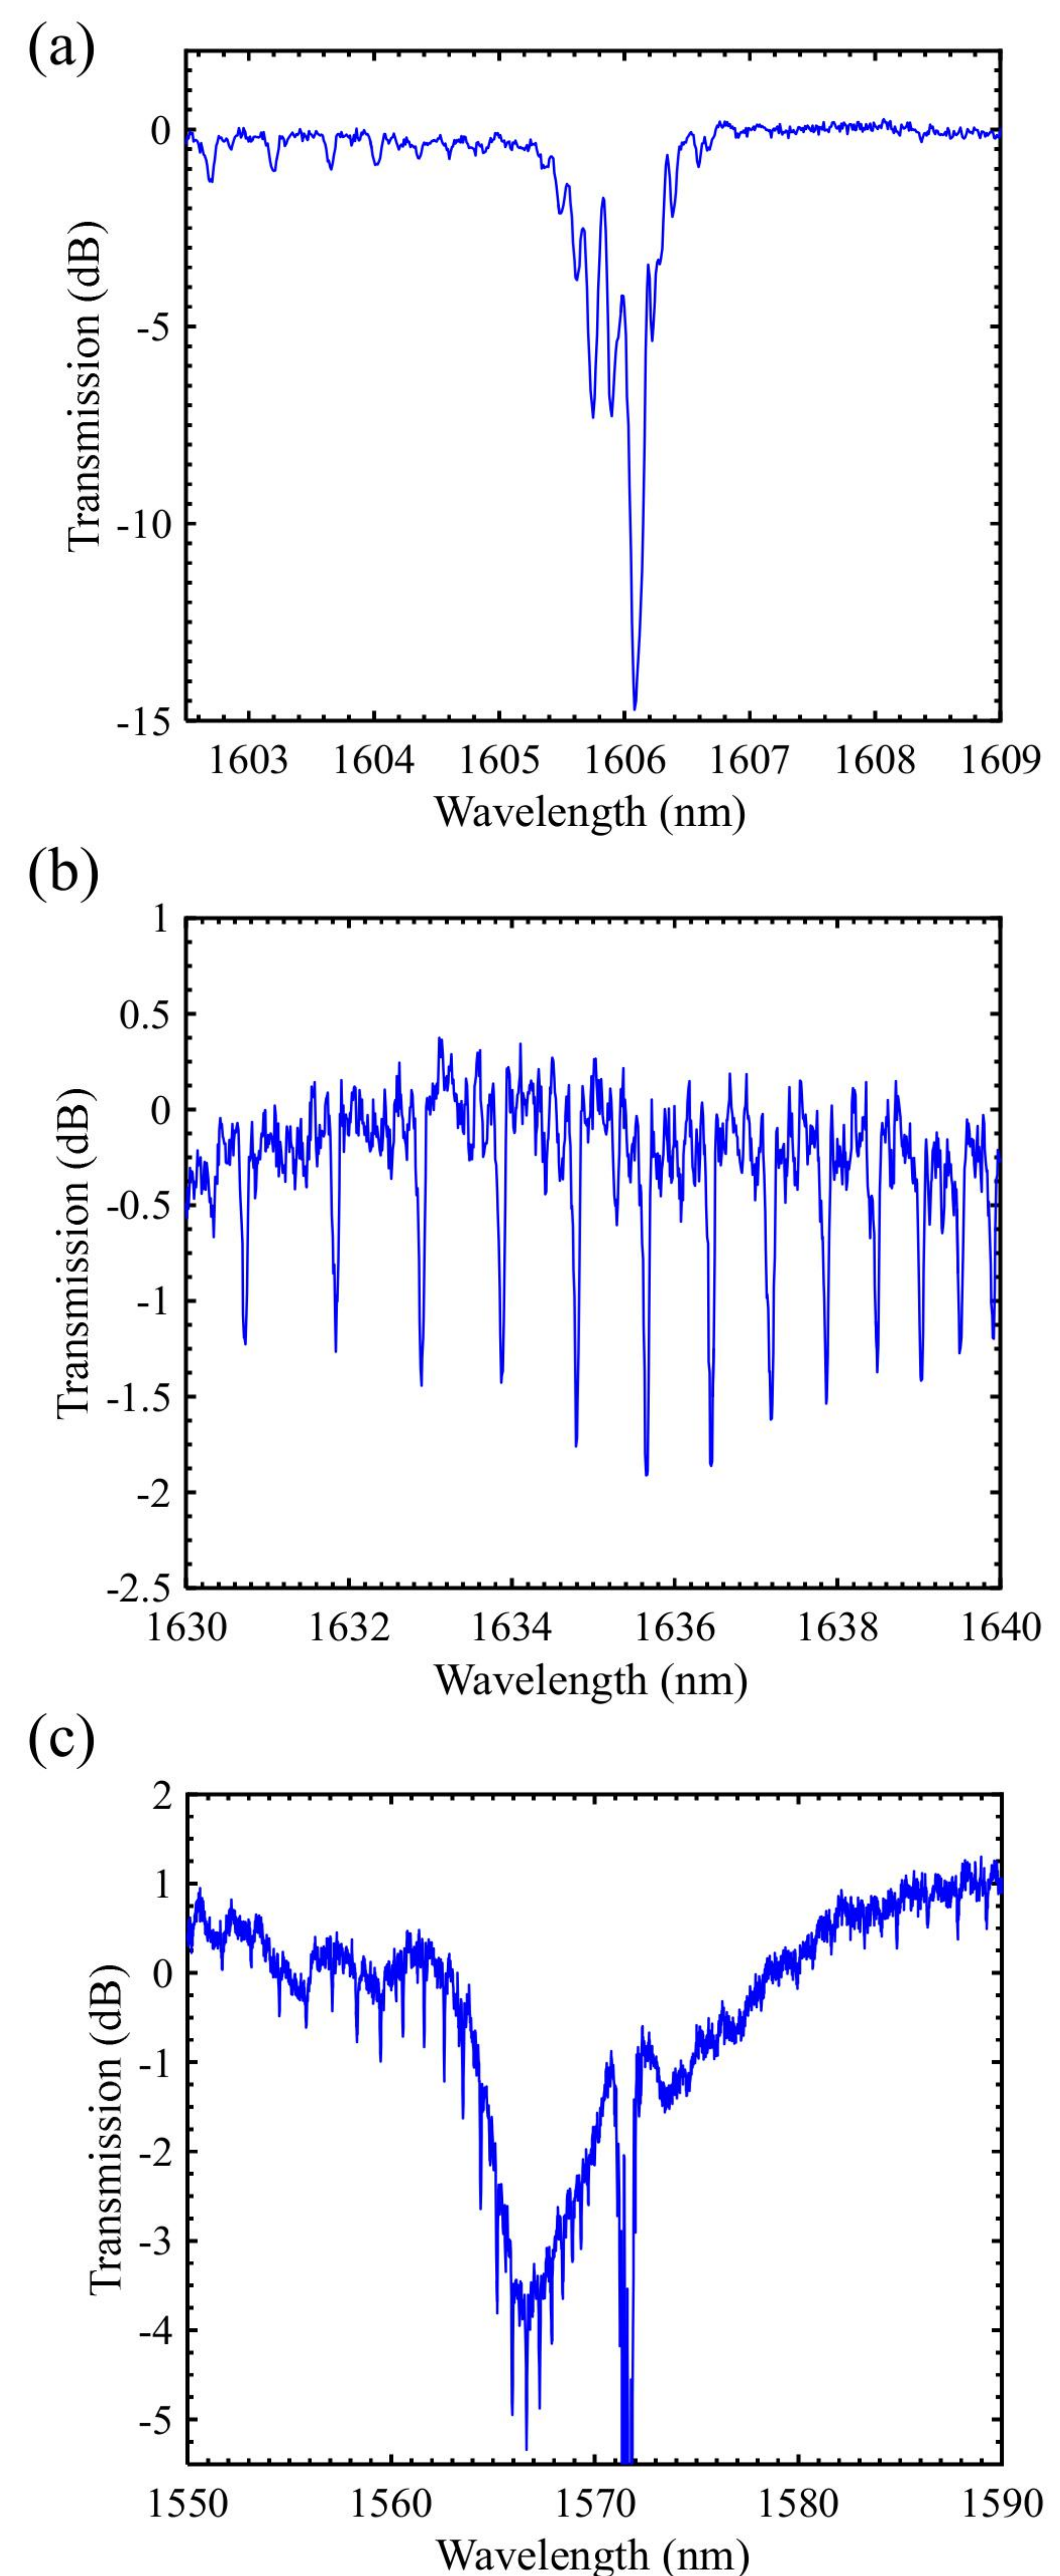 (a)
0
-5
-10
-15
Transmission (dB)
1603 1604 1605 1606 1607 1608 1609
Wavelength (nm)
(b)
1
0.5
0
-0.5
-1
-1.5
-2
-2.5
Transmission (dB)
1630 1632 1634 1636 1638 1640
Wavelength (nm)
(c)
2
1
0
-1
-2
-3
-4
-5
Transmission (dB)
1550 1560 1570 1580 1590
Wavelength (nm)